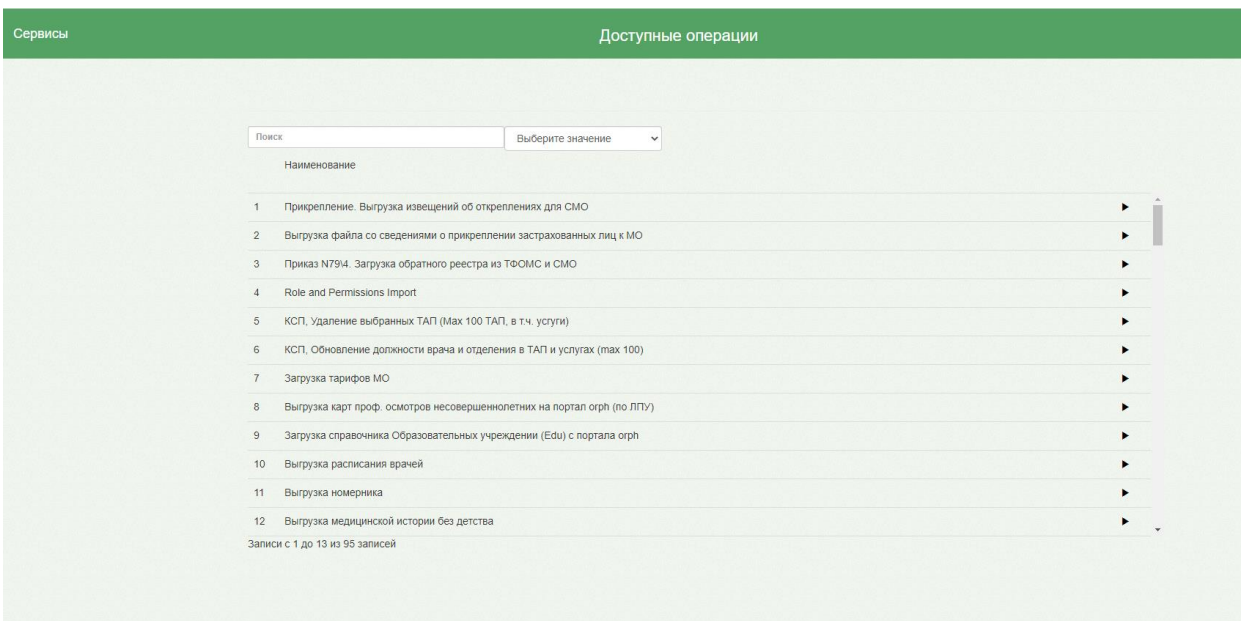 Сервисы
Доступные операции
Поиск
Выберите значение
Наименование
1 Прикрепление. Выгрузка извещений об откреплениях для СМО
2 Выгрузка файла со сведениями о прикреплении застрахованных лиц к МО
3 Приказ N79\4. Загрузка обратного реестра из ТФОМС и СМО
4 Role and Permissions Import
5 КСП, Удаление выбранных ТАП (Max 100 ТАП, в т.ч. усгуги)
6 КСП, Обновление должности врача и отделения в ТАП и услугах (max 100)
7 Загрузка тарифов МО
8 Выгрузка карт проф. осмотров несовершеннолетних на портал orph (по ЛПУ)
9 Загрузка справочника Образовательных учреждении (Edu) с портала orph
10 Выгрузка расписания врачей
11 Выгрузка номерника
12 Выгрузка медицинской истории без детства
Записи с 1 до 13 из 95 записей